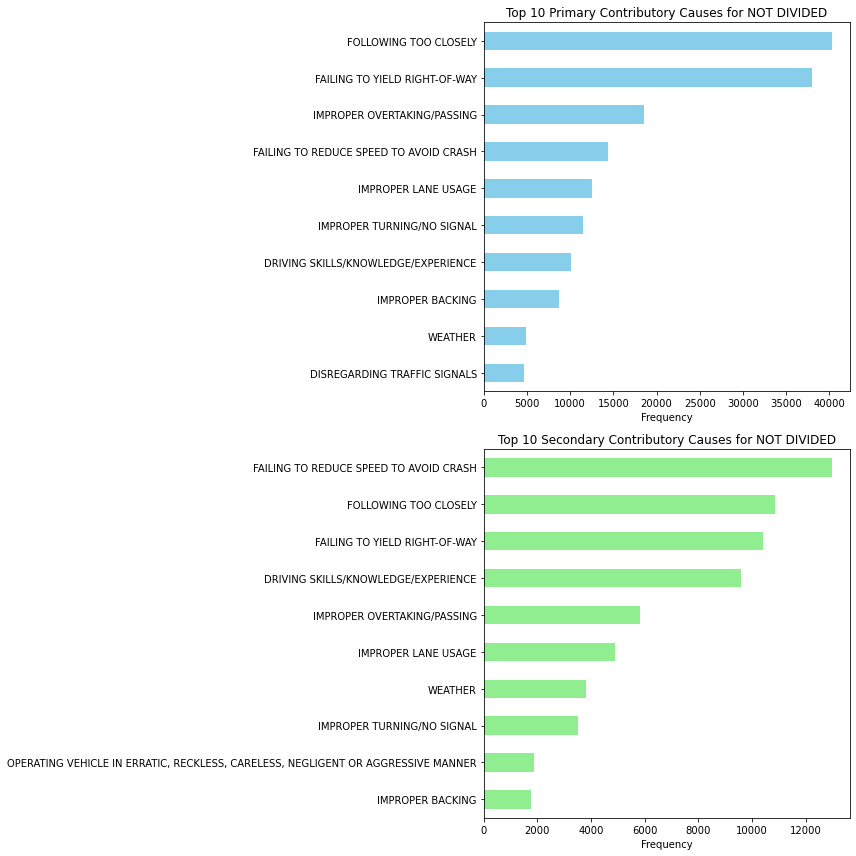 Top 10 Primary Contributory Causes for NOT DIVIDED
FOLLOWING TOO CLOSELY
FAILING TO YIELD RIGHT-OF-WAY
IMPROPER OVERTAKING/PASSING
FAILING TO REDUCE SPEED TO AVOID CRASH
IMPROPER LANE USAGE
IMPROPER TURNING/NO SIGNAL
DRIVING SKILLS/KNOWLEDGE/EXPERIENCE
IMPROPER BACKING
WEATHER
DISREGARDING TRAFFIC SIGNALS
0 5000 10000 15000 20000 25000 30000 35000 40000
Frequency
Top 10 Secondary Contributory Causes for NOT DIVIDED
FAILING TO REDUCE SPEED TO AVOID CRASH
FOLLOWING TOO CLOSELY
FAILING TO YIELD RIGHT-OF-WAY
DRIVING SKILLS/KNOWLEDGE/EXPERIENCE
IMPROPER OVERTAKING/PASSING
IMPROPER LANE USAGE
WEATHER
IMPROPER TURNING/NO SIGNAL
OPERATING VEHICLE IN ERRATIC, RECKLESS, CARELESS, NEGLIGENT OR AGGRESSIVE MANNER
IMPROPER BACKING
0 2000 4000 6000 8000 10000 12000
Frequency